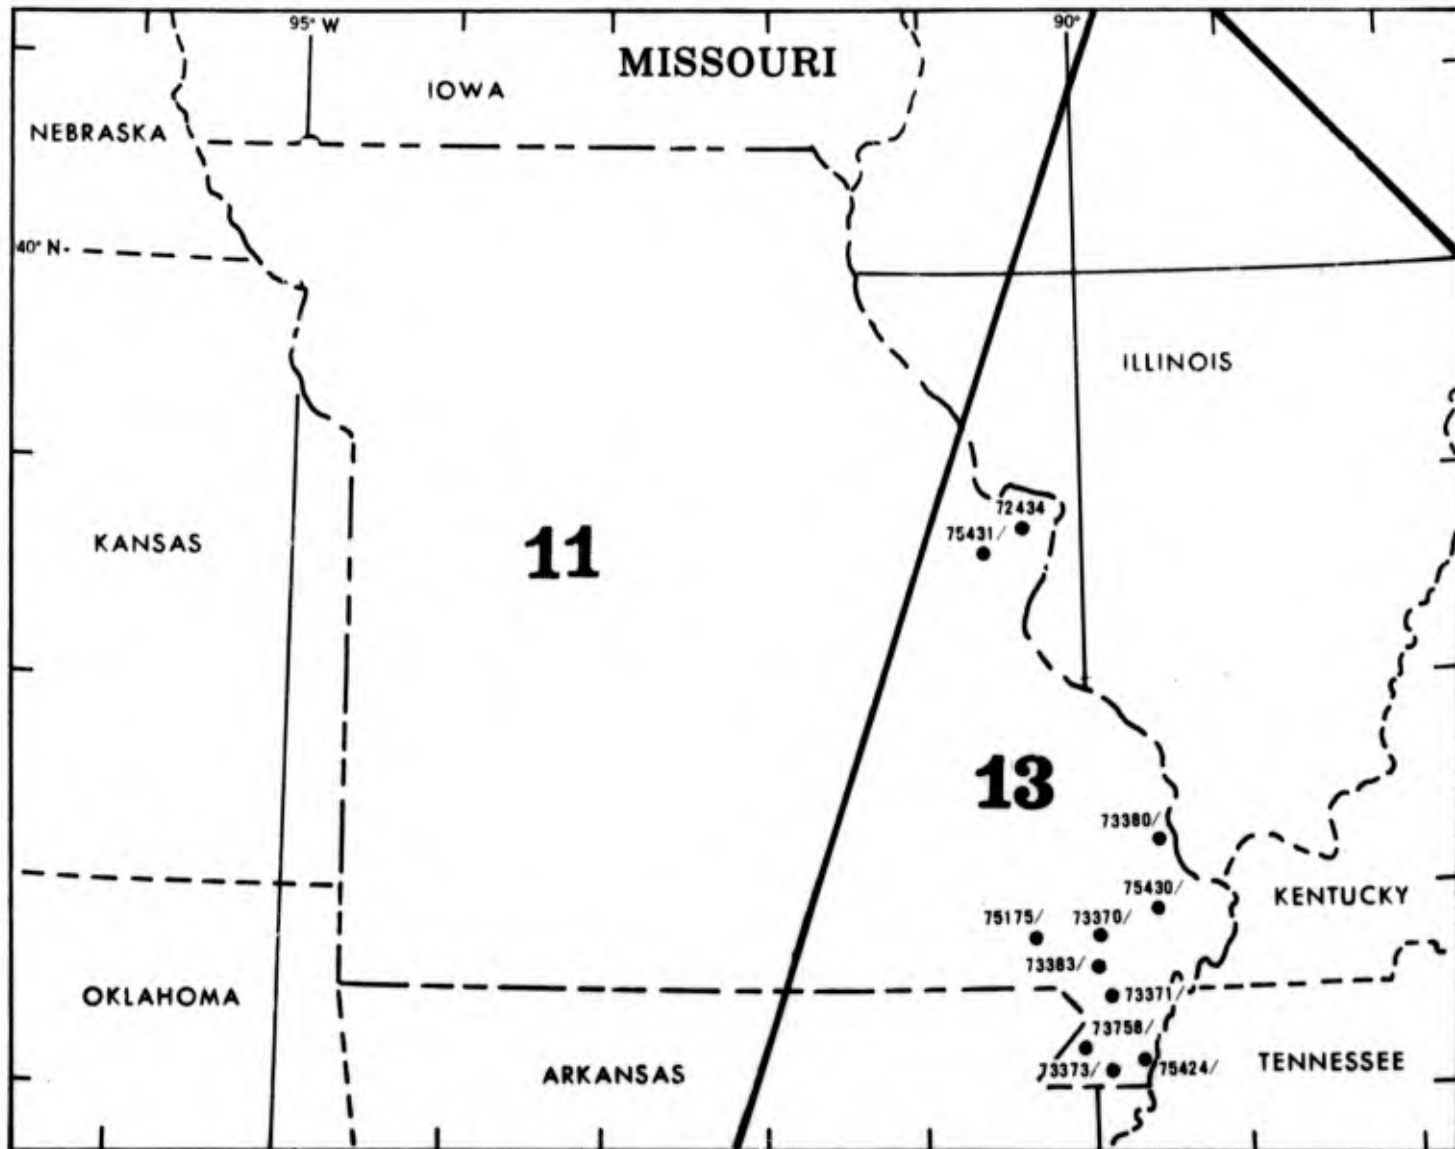 95° W
90°
MISSOURI
IOWA
NEBRASKA
40° N-
ILLINOIS
72434
75431/
KANSAS
11
13
73380/
75430/
KENTUCKY
75175/
73370/
73383/
OKLAHOMA
73371/
73758/
ARKANSAS
73373/
75424/
TENNESSEE